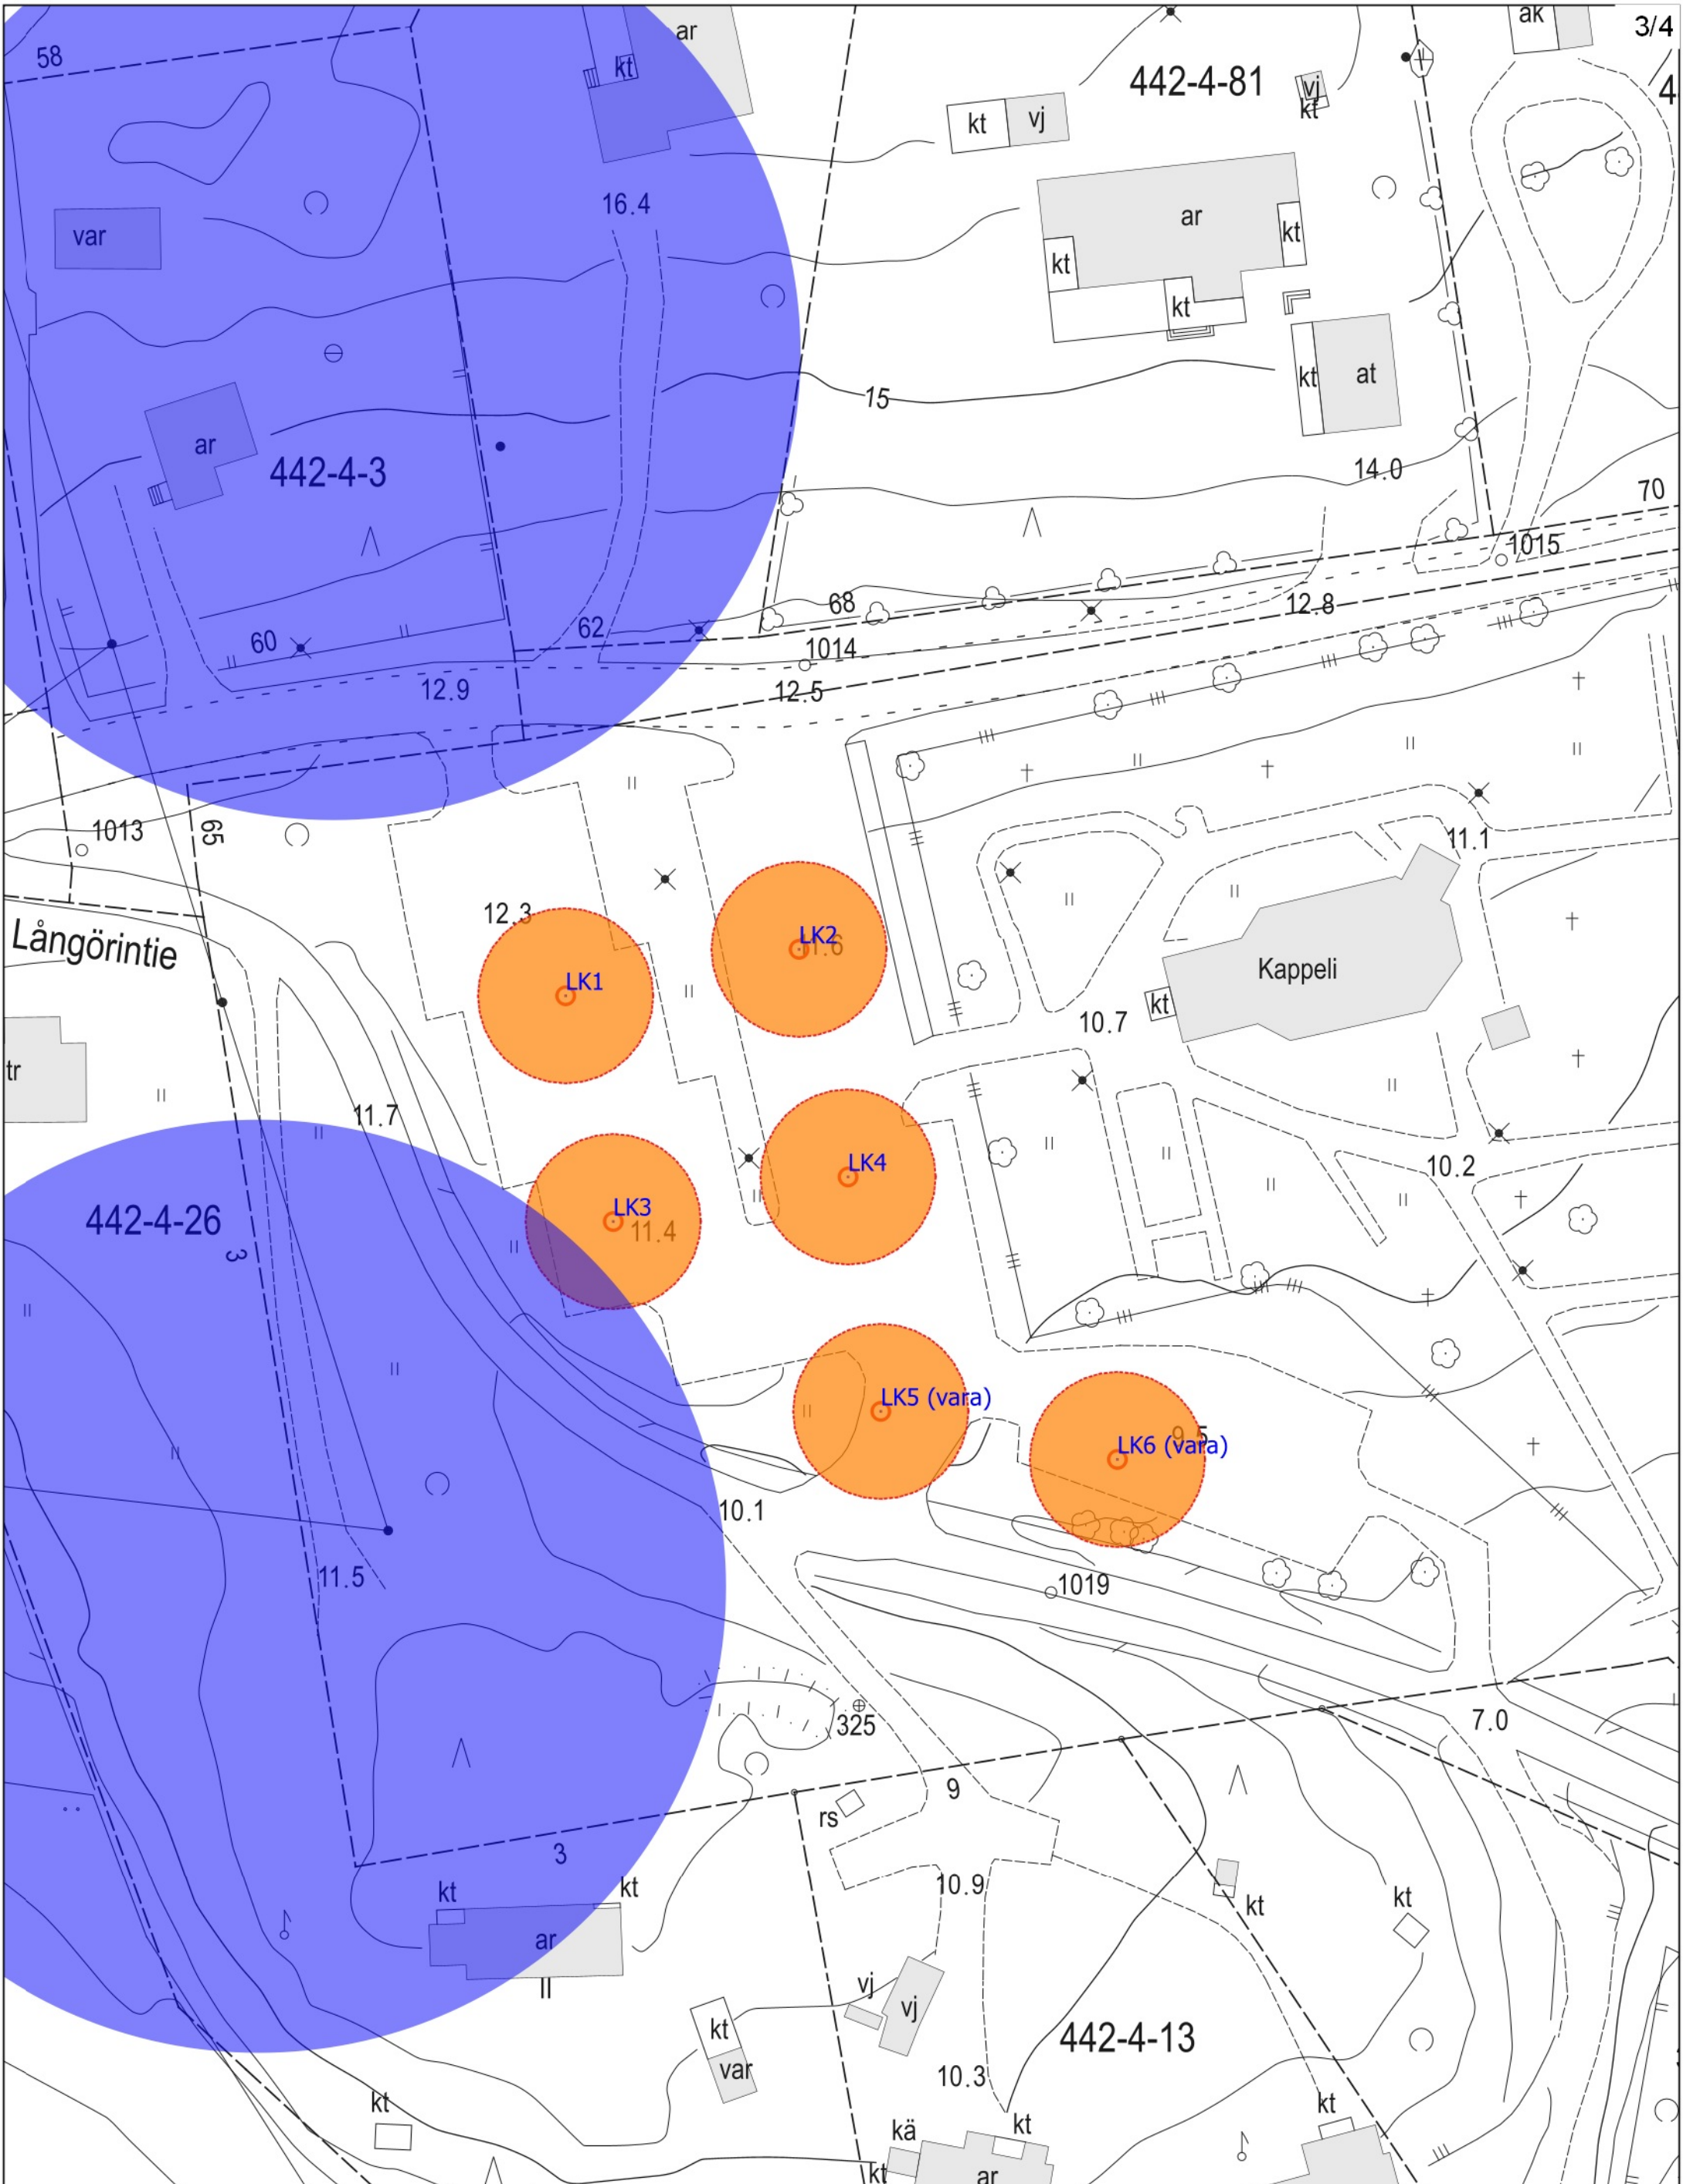 3/4
58
ar
kt
442-4-81
vj
kt
ak
4
kt
vj
var
16.4
ar
kt
kt
kt
kt
at
15
ar
442-4-3
14.0
70
1015
68
12.8
60
62
1014
12.9
12.5
1013
65
11.1
12.3
LK2
Långörintie
LK1
Kappeli
kt
10.7
tr
11.7
LK4
10.2
442-4-26
LK3
11.4
3
LK5 (vara)
9.5
LK6 (vara)
10.1
11.5
1019
325
7.0
9
rs
3
kt
kt
10.9
kt
kt
ar
II
vj
vj
kt
442-4-13
var
10.3
kt
kt
kä
kt
kt
ar